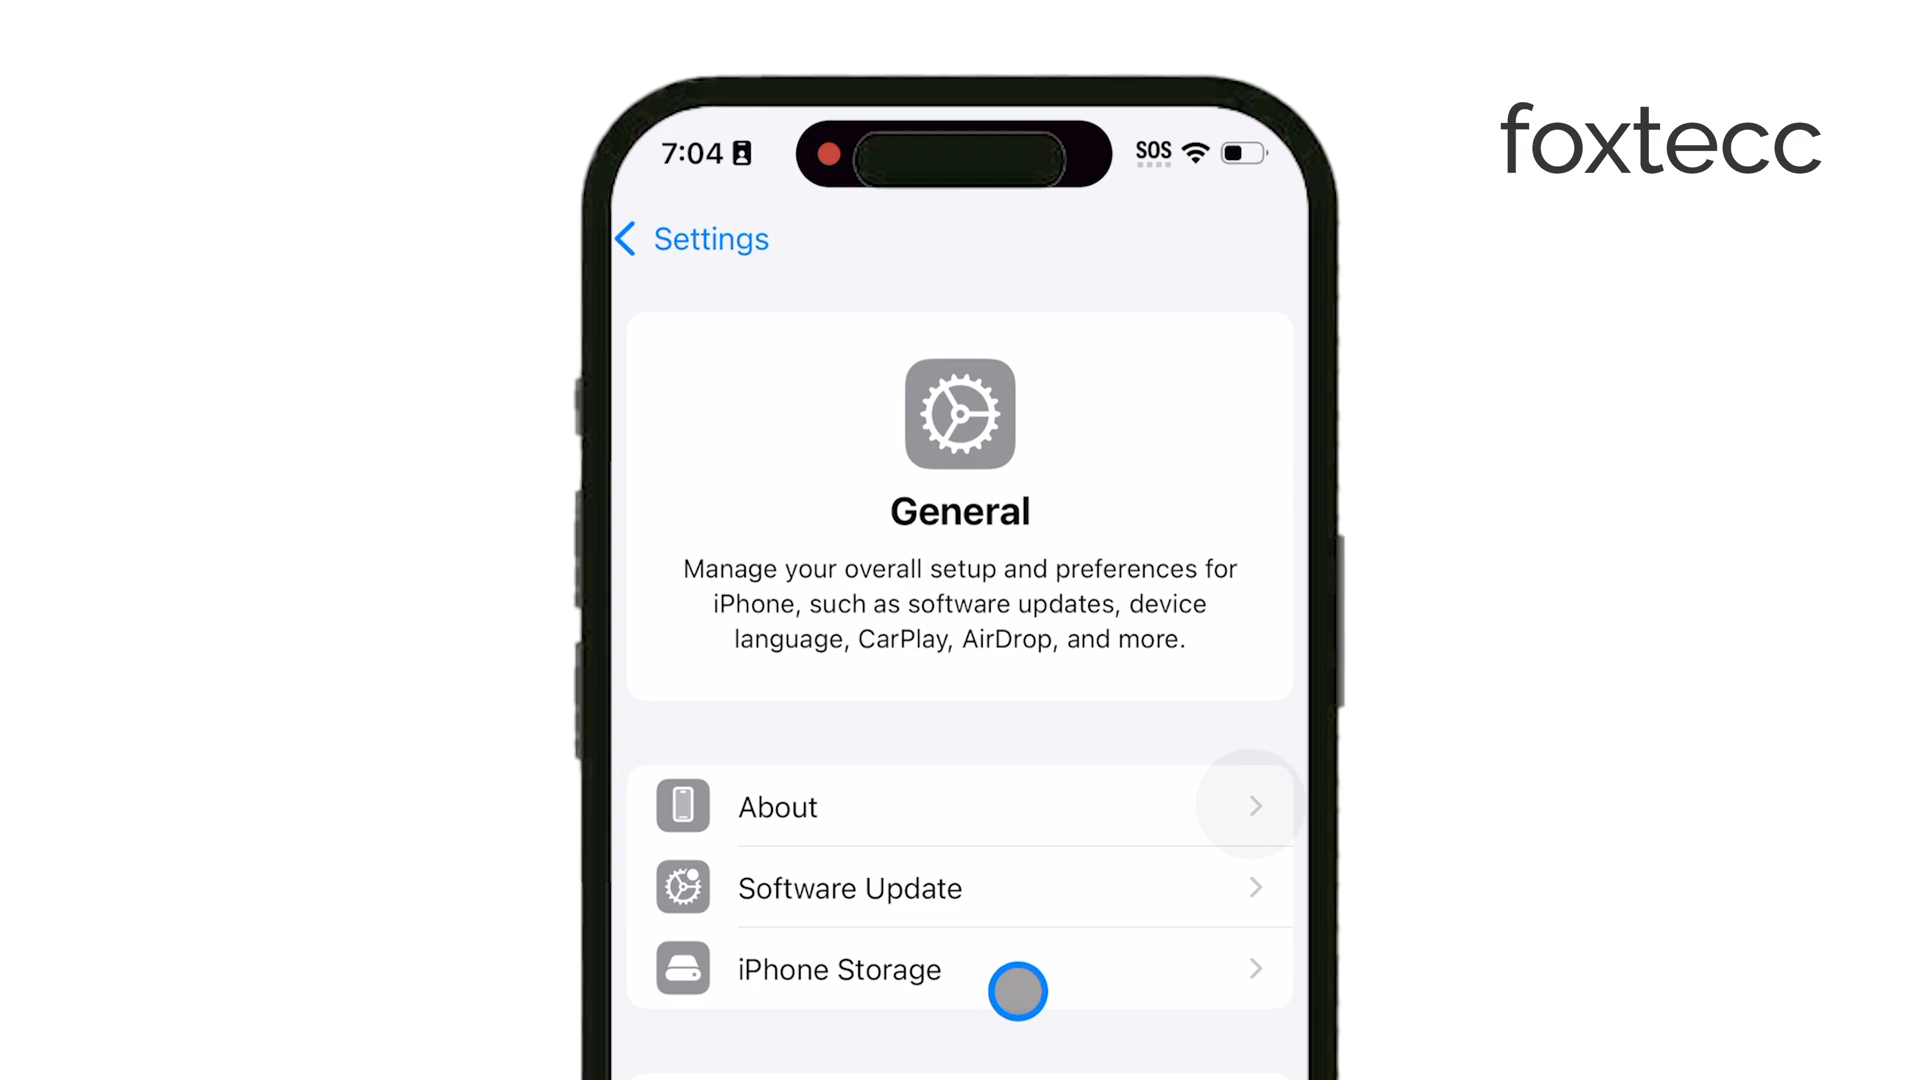 foxtecc
7:04
SOS
Settings
General
Manage your overall setup and preferences for
iPhone, such as software updates, device
language, CarPlay, AirDrop, and more.
About
Software Update
iPhone Storage